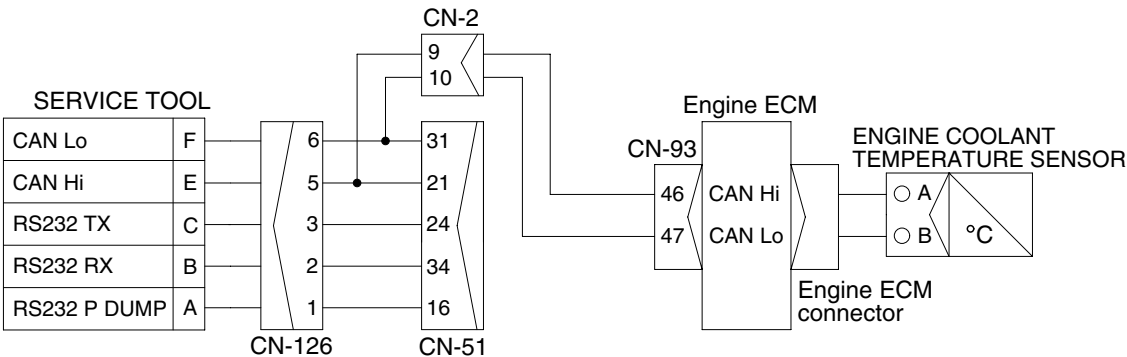 CN-2
9
10
SERVICE TOOL
CAN Lo F
CAN Hi E
RS232 TX C
RS232 RX B
RS232 P DUMP A
6
5
3
2
1
CN-126
31
21
24
34
16
CN-51
Engine ECM
CN-93
46 CAN Hi
47 CAN Lo
Engine ECM
connector
ENGINE COOLANT
TEMPERATURE SENSOR
A
B
°C